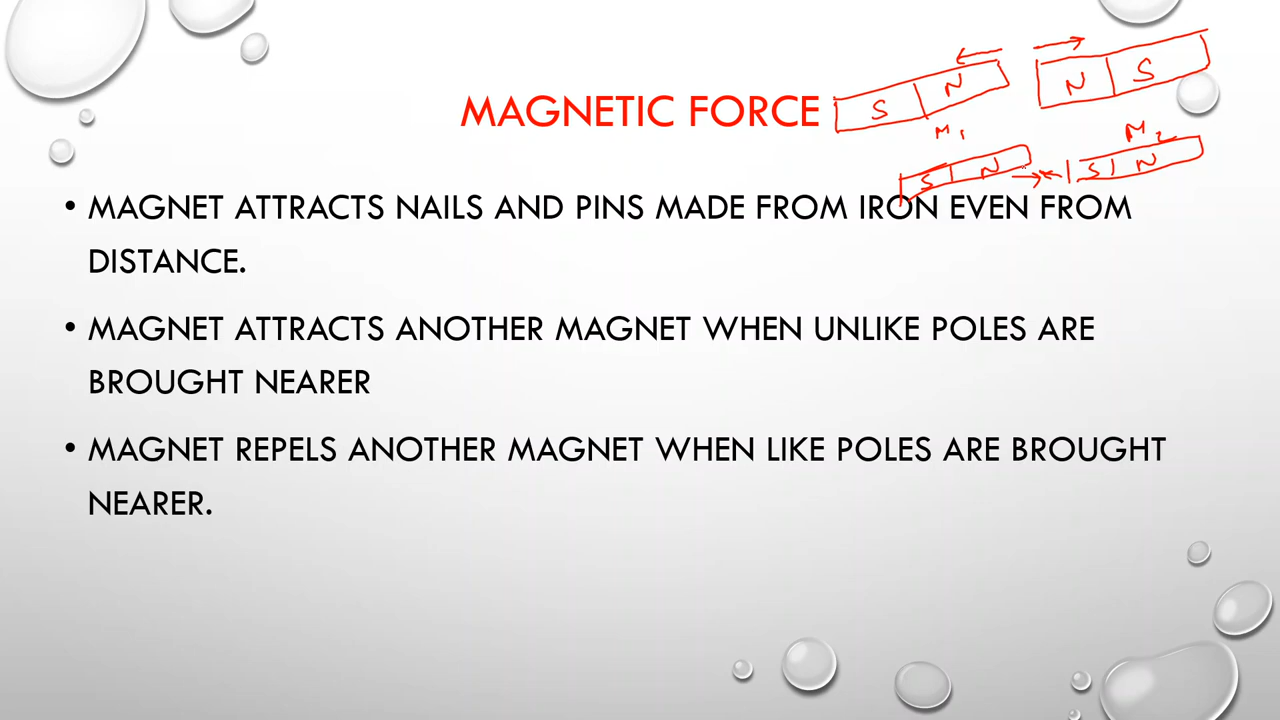 MAGNETIC FORCE
S N N S
M1 M2
S N S N
• MAGNET ATTRACTS NAILS AND PINS MADE FROM IRON EVEN FROM
DISTANCE.
• MAGNET ATTRACTS ANOTHER MAGNET WHEN UNLIKE POLES ARE
BROUGHT NEARER
• MAGNET REPELS ANOTHER MAGNET WHEN LIKE POLES ARE BROUGHT
NEARER.